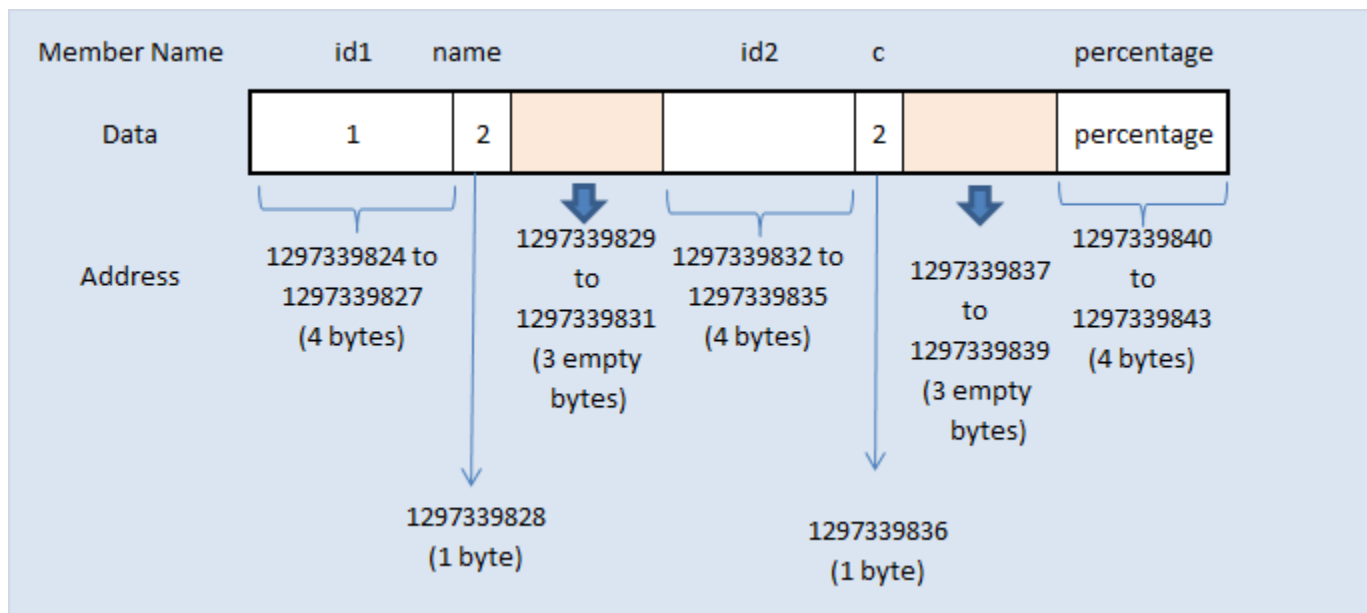 Member Name id1 name id2 c percentage
Data 1 2 2 percentage
Address
1297339824 to
1297339827
(4 bytes)
1297339828
(1 byte)
1297339829
to
1297339831
(3 empty
bytes)
1297339832 to
1297339835
(4 bytes)
1297339836
(1 byte)
1297339837
to
1297339839
(3 empty
bytes)
1297339840
to
1297339843
(4 bytes)